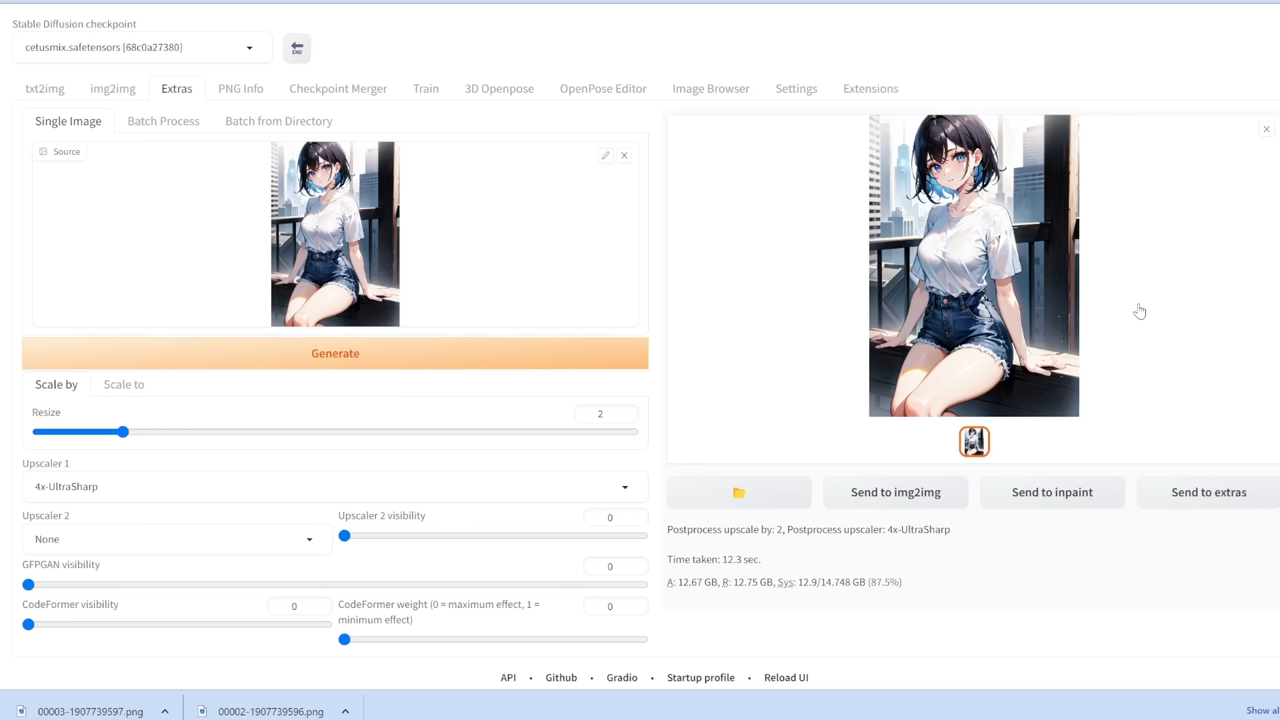 Stable Diffusion checkpoint
cetusmix.safetensors [68c0a27380]
txt2img img2img Extras PNG Info Checkpoint Merger Train 3D Openpose OpenPose Editor Image Browser Settings Extensions
Single Image Batch Process Batch from Directory
Source
Generate
Scale by Scale to
Resize 2
Upscaler 1
4x-UltraSharp
Upscaler 2 Upscaler 2 visibility 0
None
GFPGAN visibility 0
CodeFormer visibility 0
CodeFormer weight (0 = maximum effect, 1 = 0
minimum effect)
Send to img2img Send to inpaint Send to extras
Postprocess upscale by: 2, Postprocess upscaler: 4x-UltraSharp
Time taken: 12.3 sec.
A: 12.67 GB, R: 12.75 GB, Sys: 12.9/14.748 GB (87.5%)
API • Github • Gradio • Startup profile • Reload UI
00003-1907739597.png 00002-1907739596.png Show al